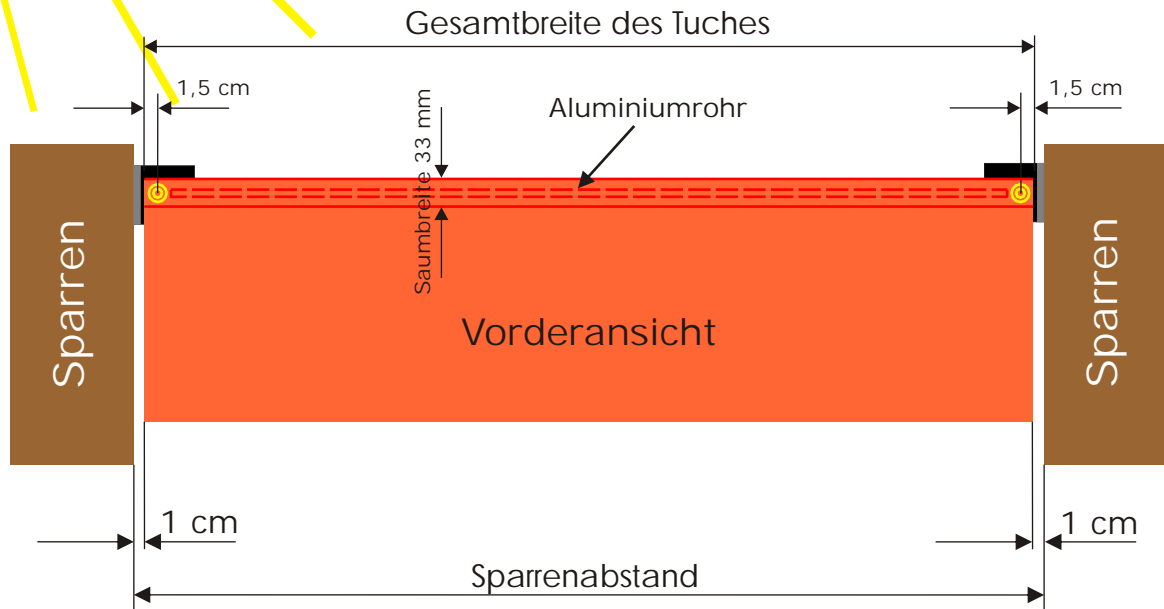 Gesamtbreite des Tuches
1,5 cm
1,5 cm
Aluminiumrohr
Saumbreite 33 mm
Sparren
Sparren
Vorderansicht
1 cm
1 cm
Sparrenabstand